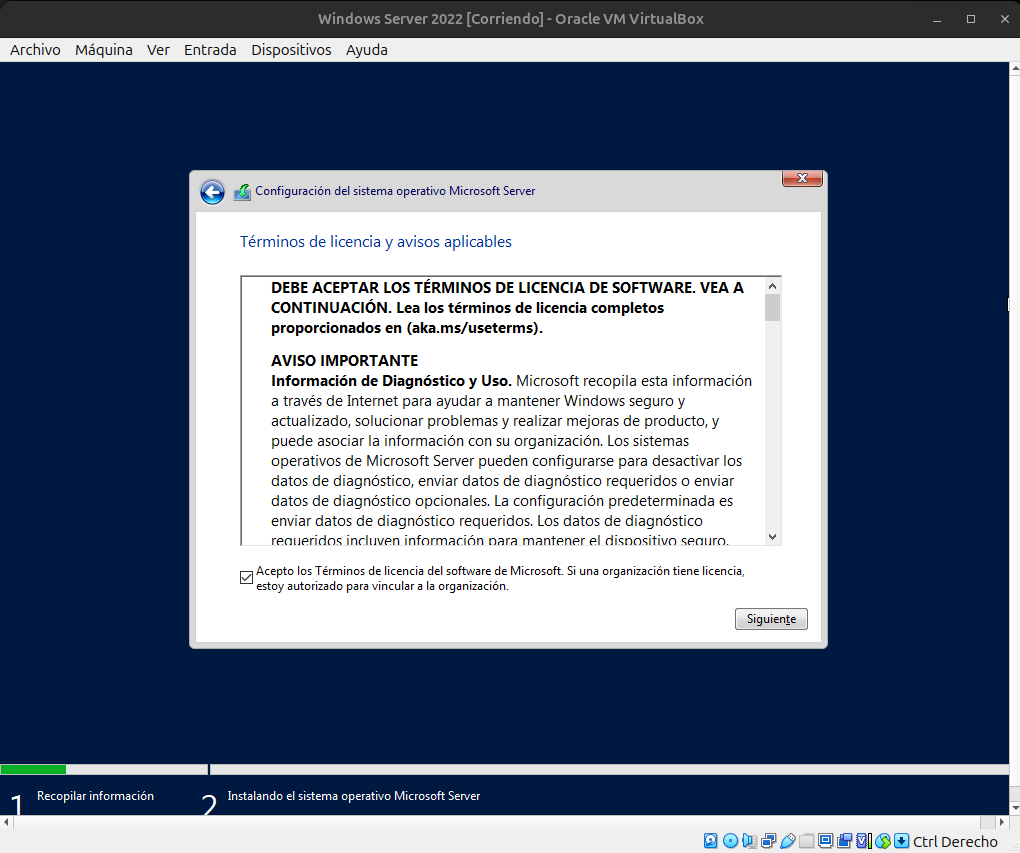 Windows Server 2022 [Corriendo] - Oracle VM VirtualBox
Archivo Máquina Ver Entrada Dispositivos Ayuda
Configuración del sistema operativo Microsoft Server
Términos de licencia y avisos aplicables
DEBE ACEPTAR LOS TÉRMINOS DE LICENCIA DE SOFTWARE. VEA A
CONTINUACIÓN. Lea los términos de licencia completos
proporcionados en (aka.ms/useterms).
AVISO IMPORTANTE
Información de Diagnóstico y Uso. Microsoft recopila esta información
a través de Internet para ayudar a mantener Windows seguro y
actualizado, solucionar problemas y realizar mejoras de producto, y
puede asociar la información con su organización. Los sistemas
operativos de Microsoft Server pueden configurarse para desactivar los
datos de diagnóstico, enviar datos de diagnóstico requeridos o enviar
datos de diagnóstico opcionales. La configuración predeterminada es
enviar datos de diagnóstico requeridos. Los datos de diagnóstico
requeridos incluyen información para mantener el dispositivo seguro,
Acepto los Términos de licencia del software de Microsoft. Si una organización tiene licencia,
estoy autorizado para vincular a la organización.
Siguiente
1 Recopilar información
2 Instalando el sistema operativo Microsoft Server
Ctrl Derecho